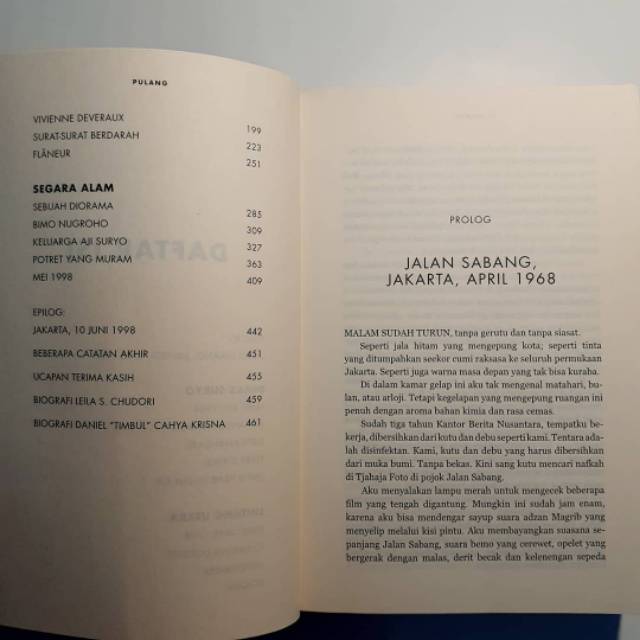 PULANG
VIVIENNE DEVERAUX 199
SURAT-SURAT BERDARAH 223
FLÂNEUR 251
SEGARA ALAM
SEBUAH DIORAMA 285
BIMO NUGROHO 309
KELUARGA AJI SURYO 327
POTRET YANG MURAM 363
MEI 1998 409
EPILOG:
JAKARTA, 10 JUNI 1998 442
BEBERAPA CATATAN AKHIR 451
UCAPAN TERIMA KASIH 455
BIOGRAFI LEILA S. CHUDORI 459
BIOGRAFI DANIEL "TIMBUL" CAHYA KRISNA 461
PROLOG
JALAN SABANG,
JAKARTA, APRIL 1968
MALAM SUDAH TURUN, tanpa gerutu dan tanpa siasat.
Seperti jala hitam yang mengepung kota; seperti tinta
yang ditumpahkan seekor cumi raksasa ke seluruh permukaan
Jakarta. Seperti juga warna masa depan yang tak bisa kuraba.
Di dalam kamar gelap ini aku tak mengenal matahari, bu-
lan, atau arloji. Tetapi kegelapan yang mengepung ruangan ini
penuh dengan aroma bahan kimia dan rasa cemas.
Sudah tiga tahun Kantor Berita Nusantara, tempatku be-
kerja, dibersihkan dari kutu dan debu seperti kami. Tentara ada-
lah disinfektan. Kami, kutu dan debu yang harus dibersihkan
dari muka bumi. Tanpa bekas. Kini sang kutu mencari nafkah
di Tjahaja Foto di pojok Jalan Sabang.
Aku menyalakan lampu merah untuk mengecek beberapa
film yang tengah digantung. Mungkin ini sudah jam enam,
karena aku bisa mendengar sayup suara adzan Magrib yang
menyelip melalui kisi pintu. Aku membayangkan suasana se-
panjang Jalan Sabang, suara bemo yang cerewet, opelet yang
bergerak dengan malas, derit becak dan kelenengan sepeda